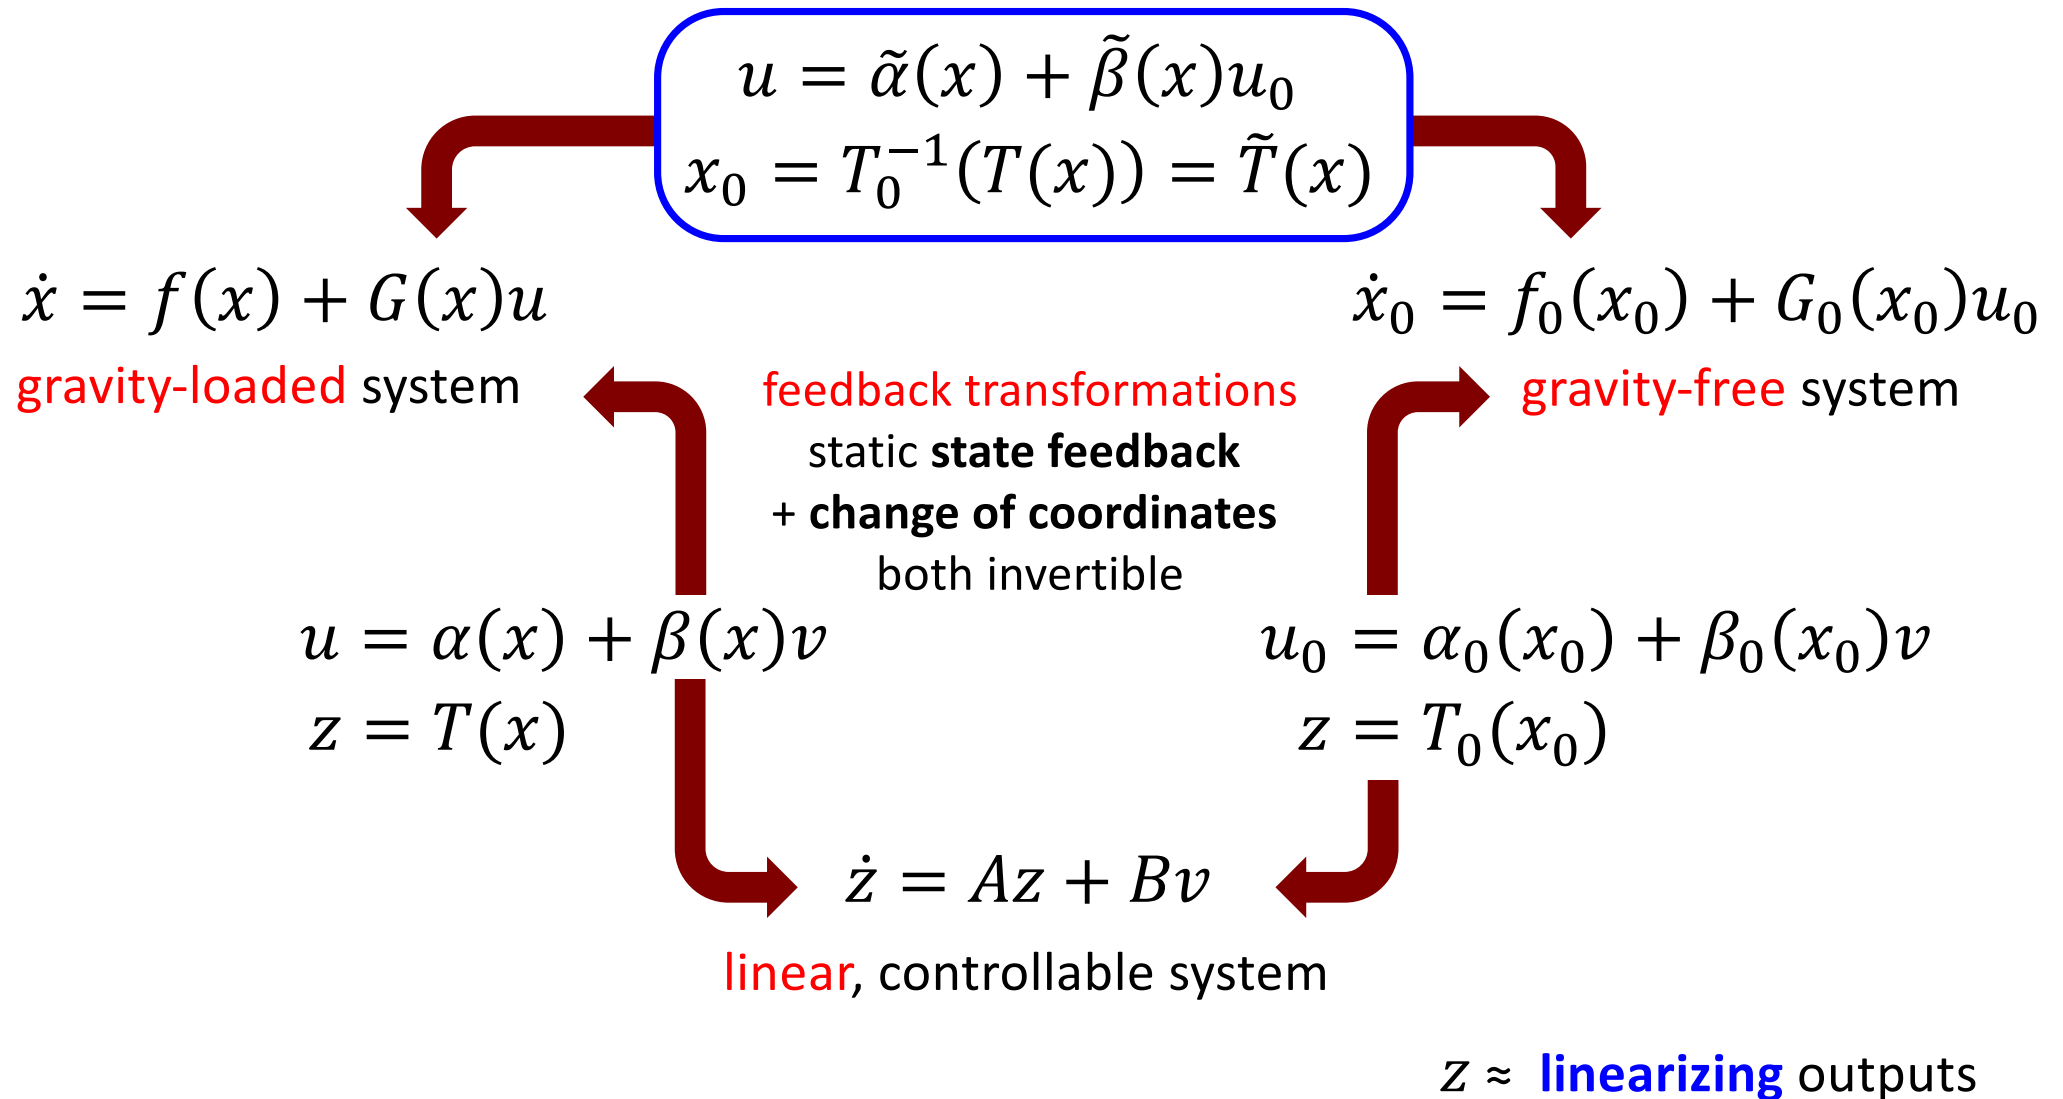 u = α̃(x) + β̃(x)u₀
x₀ = T₀⁻¹(T(x)) = T̃(x)
ẋ = f(x) + G(x)u
gravity-loaded system
ẋ₀ = f₀(x₀) + G₀(x₀)u₀
gravity-free system
feedback transformations
static state feedback
+ change of coordinates
both invertible
u = α(x) + β(x)v
z = T(x)
u₀ = α₀(x₀) + β₀(x₀)v
z = T₀(x₀)
ż = Az + Bv
linear, controllable system
z ≈ linearizing outputs